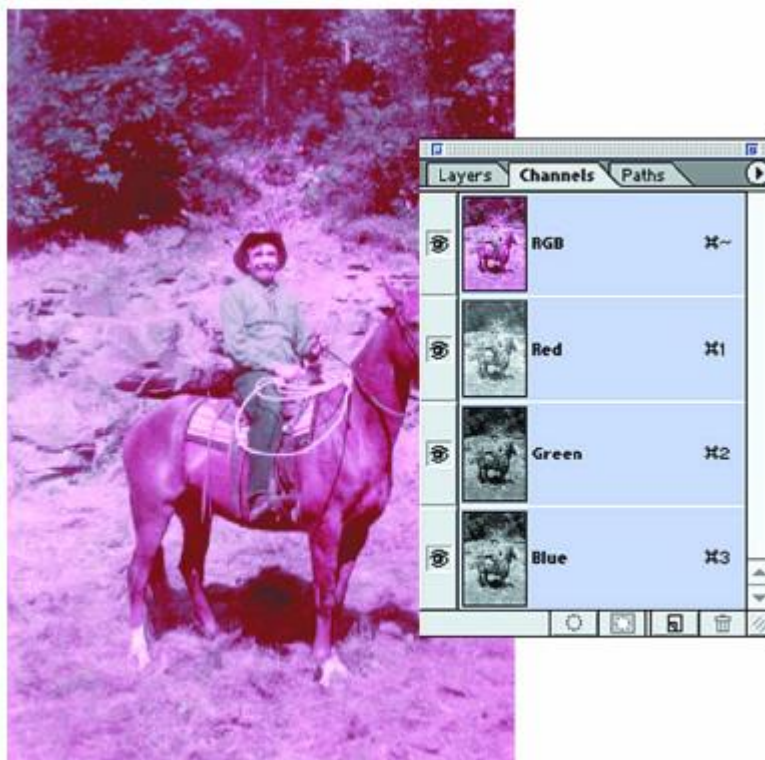 Layers Channels Paths
RGB ⌘~
Red ⌘1
Green ⌘2
Blue ⌘3